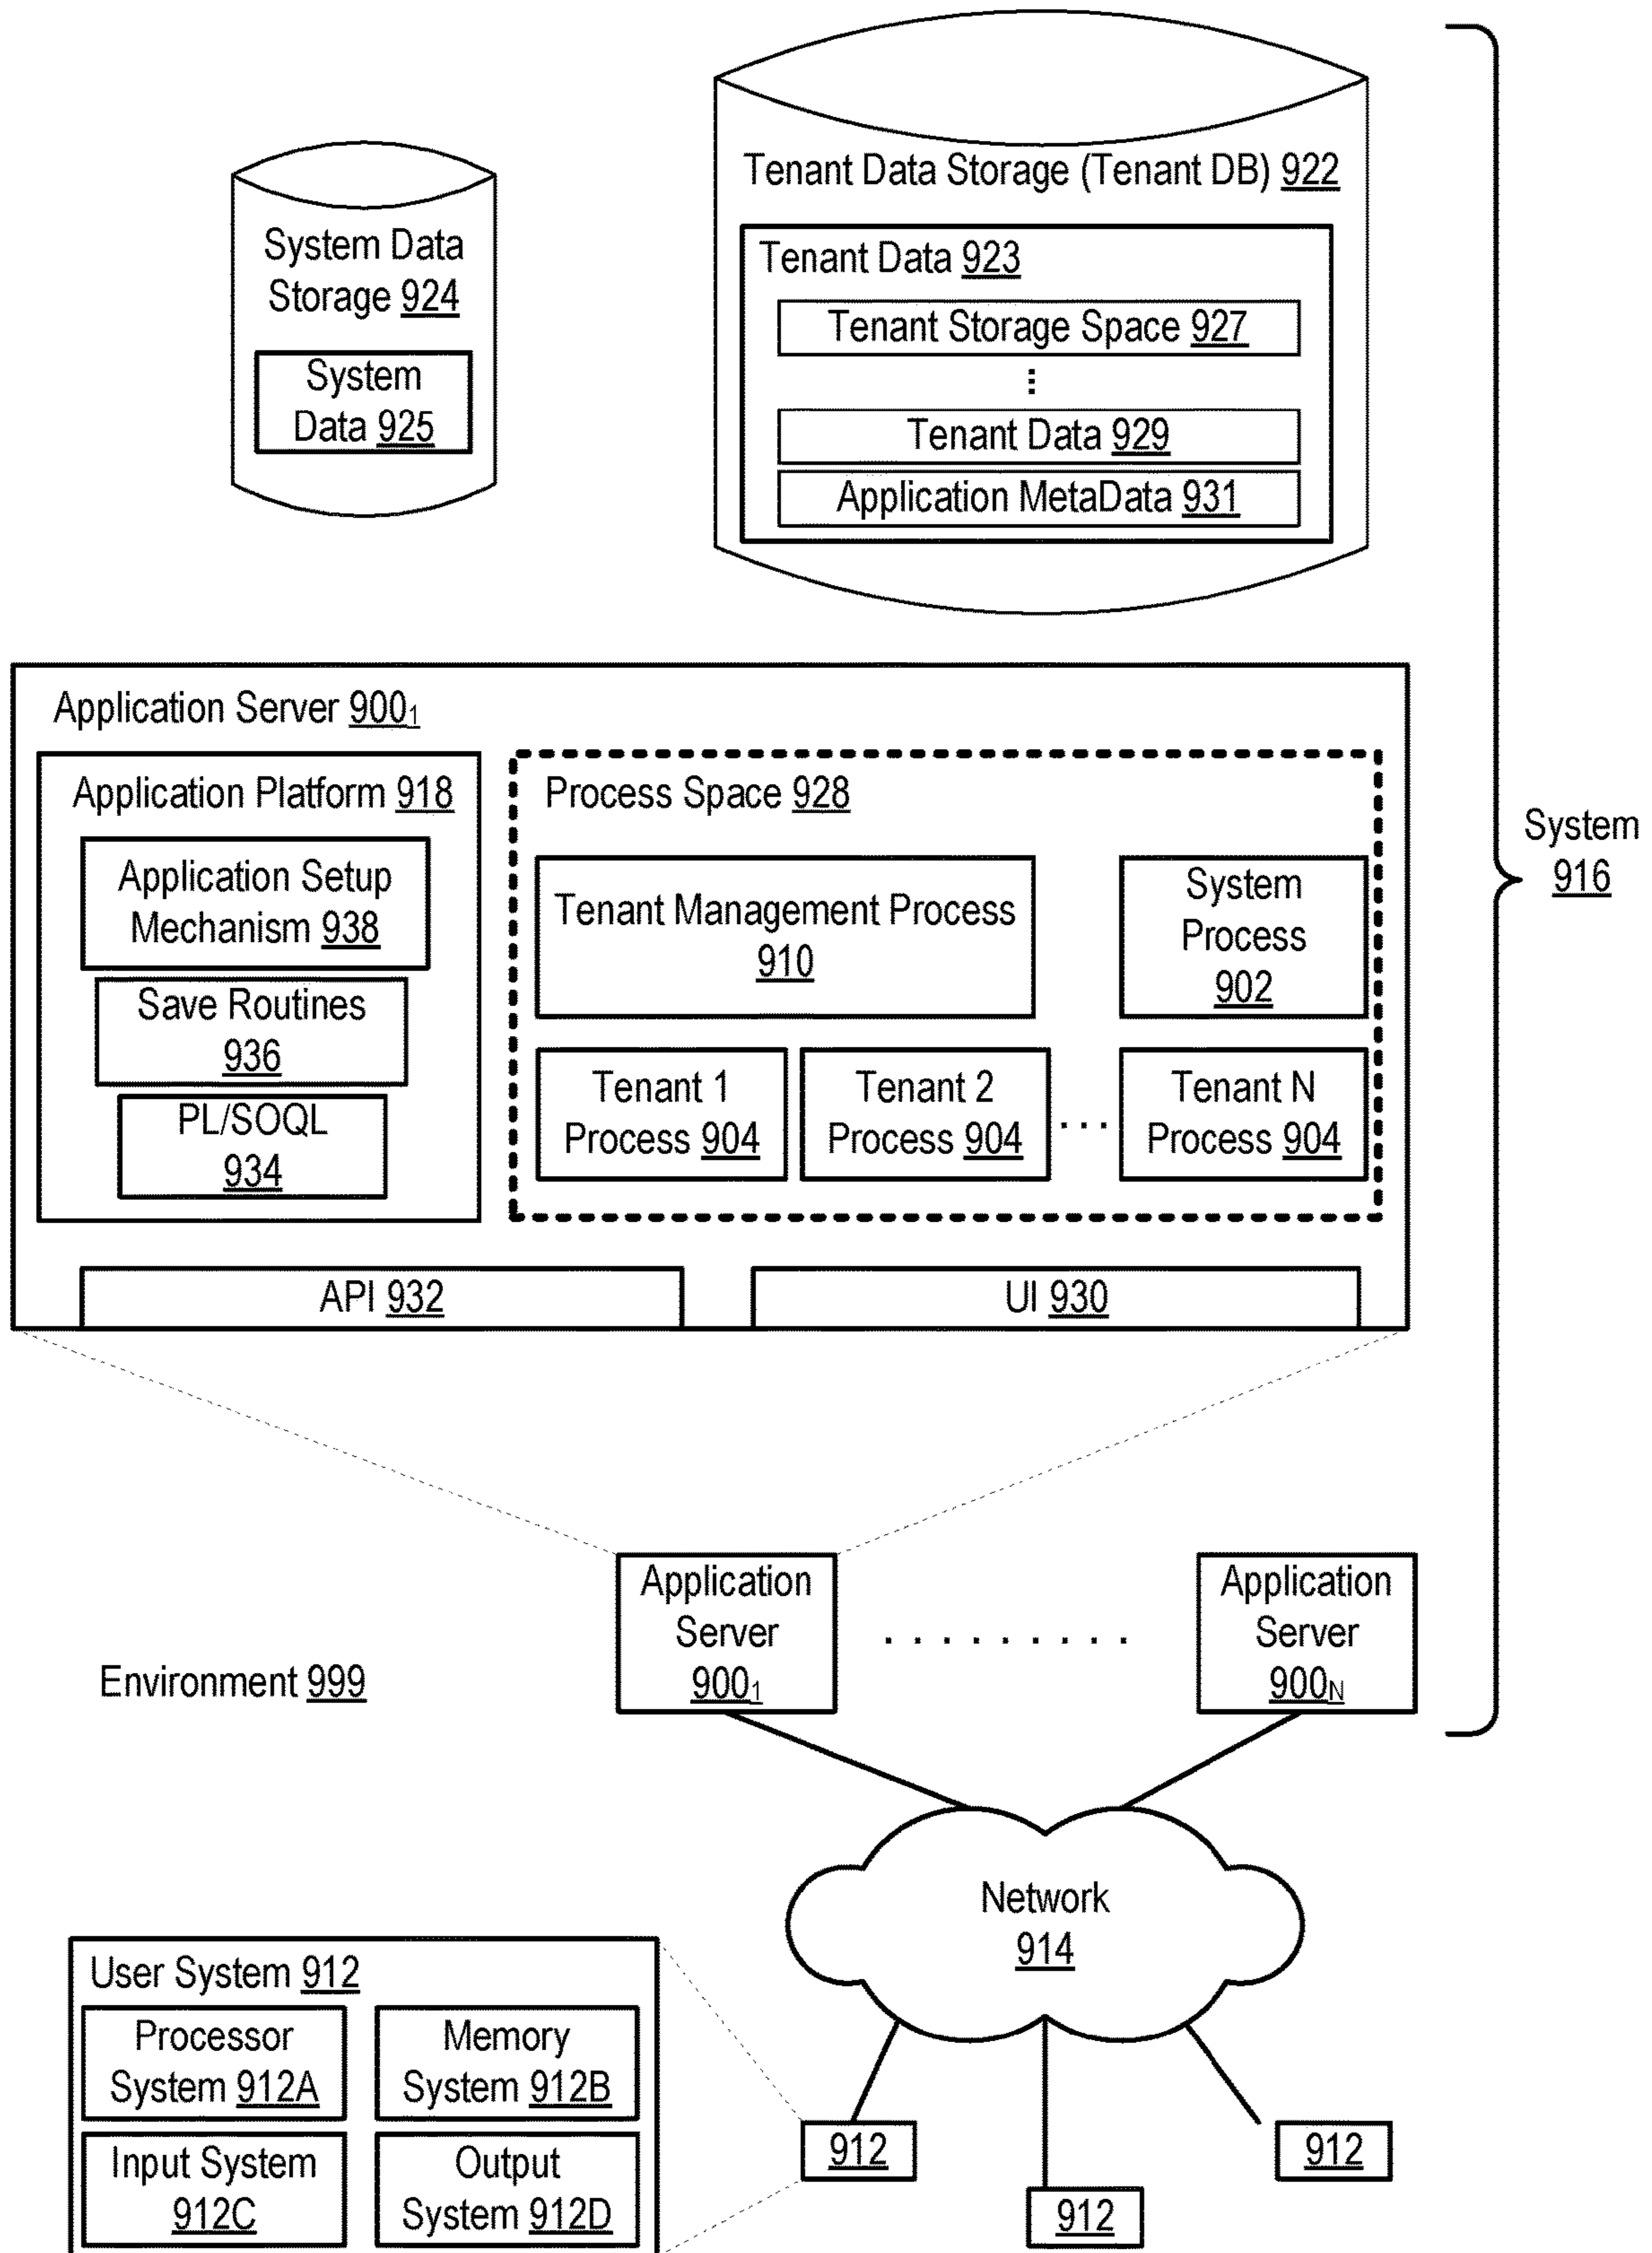 Tenant Data Storage (Tenant DB) 922
System Data
Storage 924
System
Data 925
Tenant Data 923
Tenant Storage Space 927
⋮
Tenant Data 929
Application MetaData 931
Application Server 900₁
Application Platform 918
Application Setup
Mechanism 938
Save Routines
936
PL/SOQL
934
Process Space 928
Tenant Management Process
910
System
Process
902
Tenant 1
Process 904
Tenant 2
Process 904
...
Tenant N
Process 904
API 932
UI 930
System
916
Application
Server
900₁
.........
Application
Server
900N
Environment 999
Network
914
User System 912
Processor
System 912A
Memory
System 912B
Input System
912C
Output
System 912D
912
912
912